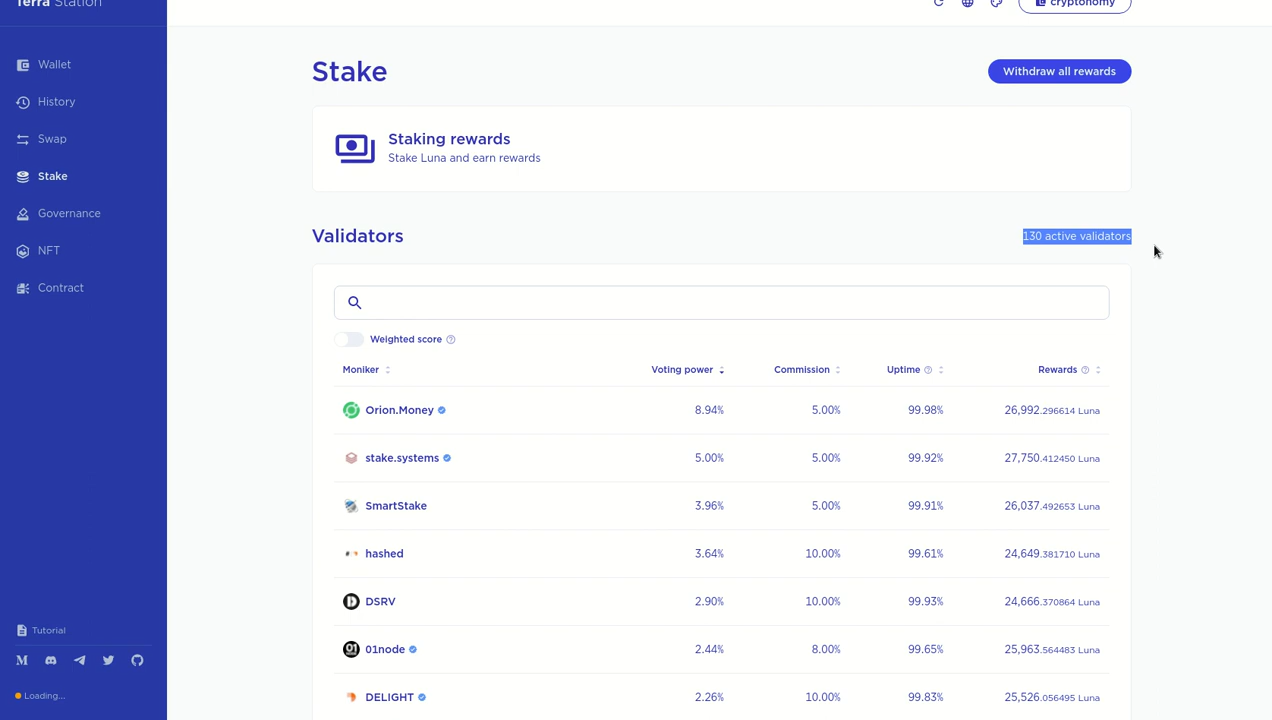 Terra Station
cryptonomy
Wallet
History
Swap
Stake
Governance
NFT
Contract
Tutorial
Loading...
Stake
Withdraw all rewards
Staking rewards
Stake Luna and earn rewards
Validators
130 active validators
Weighted score
Moniker Voting power Commission Uptime Rewards
Orion.Money 8.94% 5.00% 99.98% 26,992.296614 Luna
stake.systems 5.00% 5.00% 99.92% 27,750.412450 Luna
SmartStake 3.96% 5.00% 99.91% 26,037.492653 Luna
hashed 3.64% 10.00% 99.61% 24,649.381710 Luna
DSRV 2.90% 10.00% 99.93% 24,666.370864 Luna
01node 2.44% 8.00% 99.65% 25,963.564483 Luna
DELIGHT 2.26% 10.00% 99.83% 25,526.056495 Luna